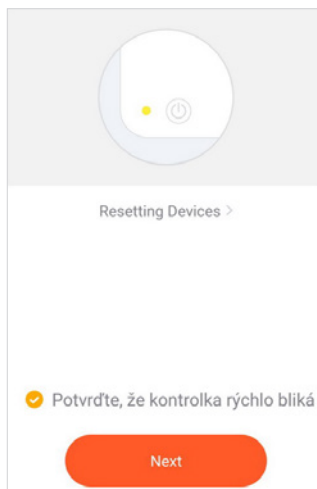 Resetting Devices >
Potvrďte, že kontrolka rýchlo bliká
Next